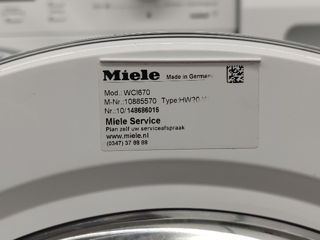 Miele Made in Germany
Mod.: WCI670
M-Nr.:10885570 Type:HW20
Nr.:10/148686015
Miele Service
Plan zelf uw serviceafspraak
www.miele.nl
(0347) 37 88 88